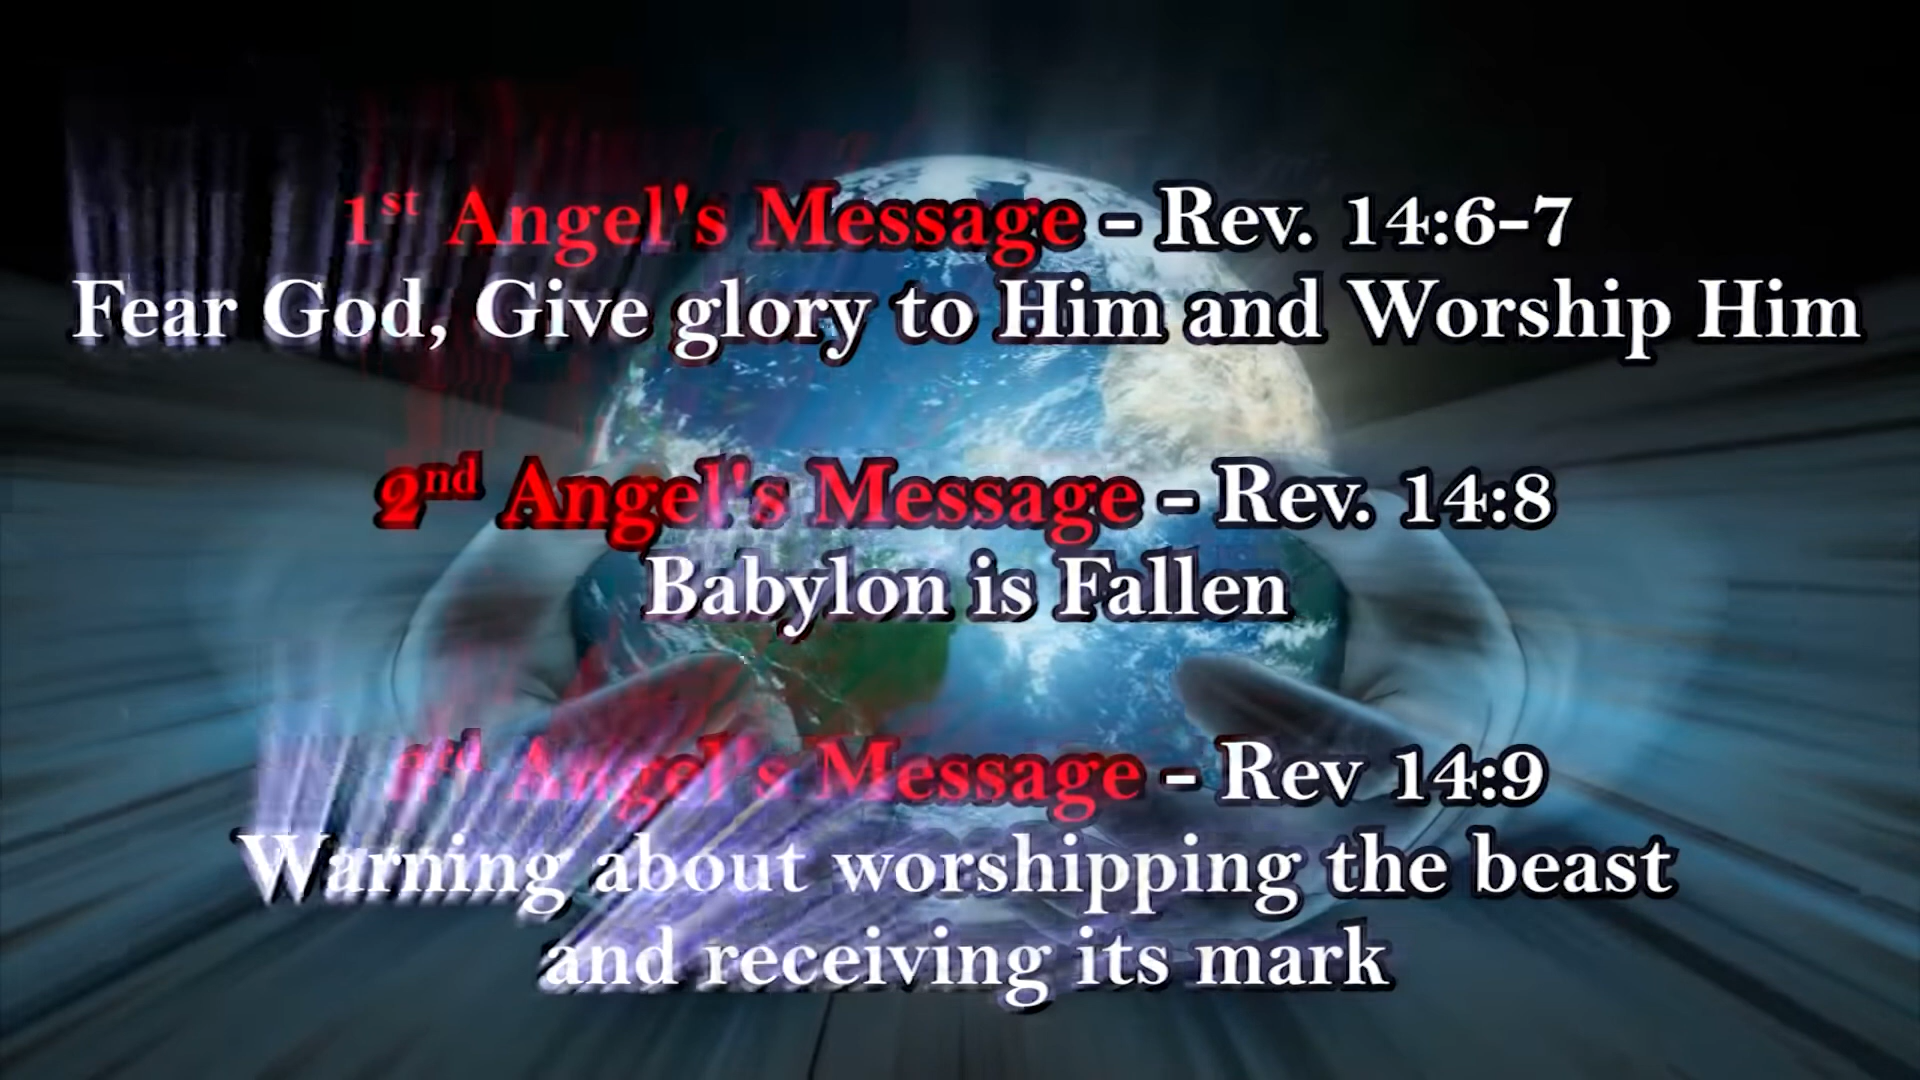 1st Angel's Message - Rev. 14:6-7
Fear God, Give glory to Him and Worship Him
2nd Angel's Message - Rev. 14:8
Babylon is Fallen
Angel's Message - Rev 14:9
Warning about worshipping the beast
and receiving its mark